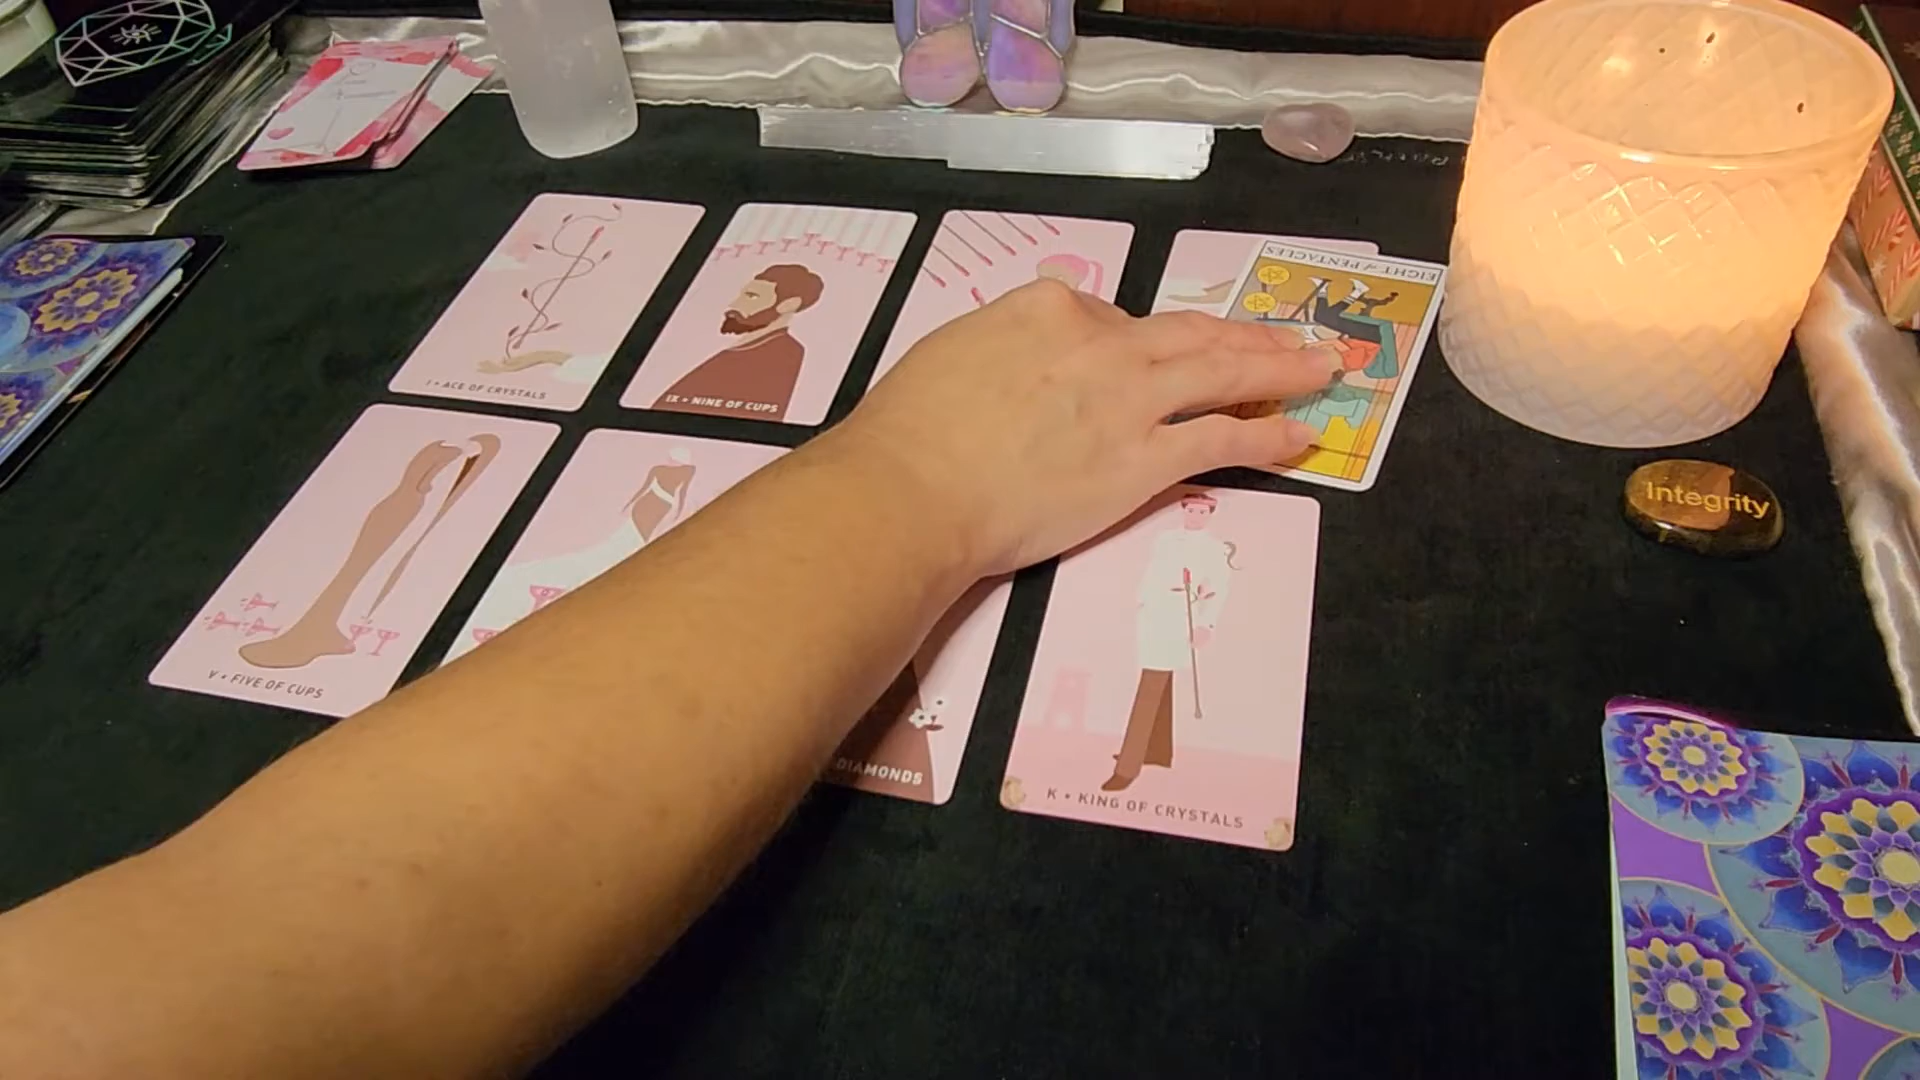 EIGHT of PENTACLES
I • ACE OF CRYSTALS
IX • NINE OF CUPS
Integrity
V • FIVE OF CUPS
DIAMONDS
K • KING OF CRYSTALS